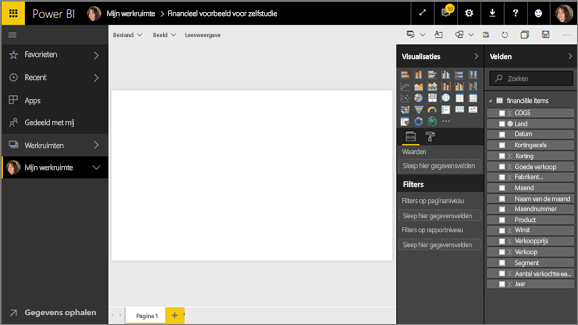 Power BI Mijn werkruimte > Financieel voorbeeld voor zelfstudie
Bestand Beeld Leesweergave
Favorieten
Recent
Apps
Gedeeld met mij
Werkruimten
Mijn werkruimte
Gegevens ophalen
Pagina 1
Visualisaties
Waarden
Sleep hier gegevensvelden
Filters
Filters op paginaniveau
Sleep hier gegevensvelden
Filters op rapportniveau
Sleep hier gegevensvelden
Velden
Zoeken
financiële items
COGS
Land
Datum
Kortingsscala
Korting
Goede verkoop
Fabrikant...
Maand
Naam van de maand
Maandnummer
Product
Winst
Verkoopprijs
Verkoop
Segment
Aantal verkochte ee...
Jaar